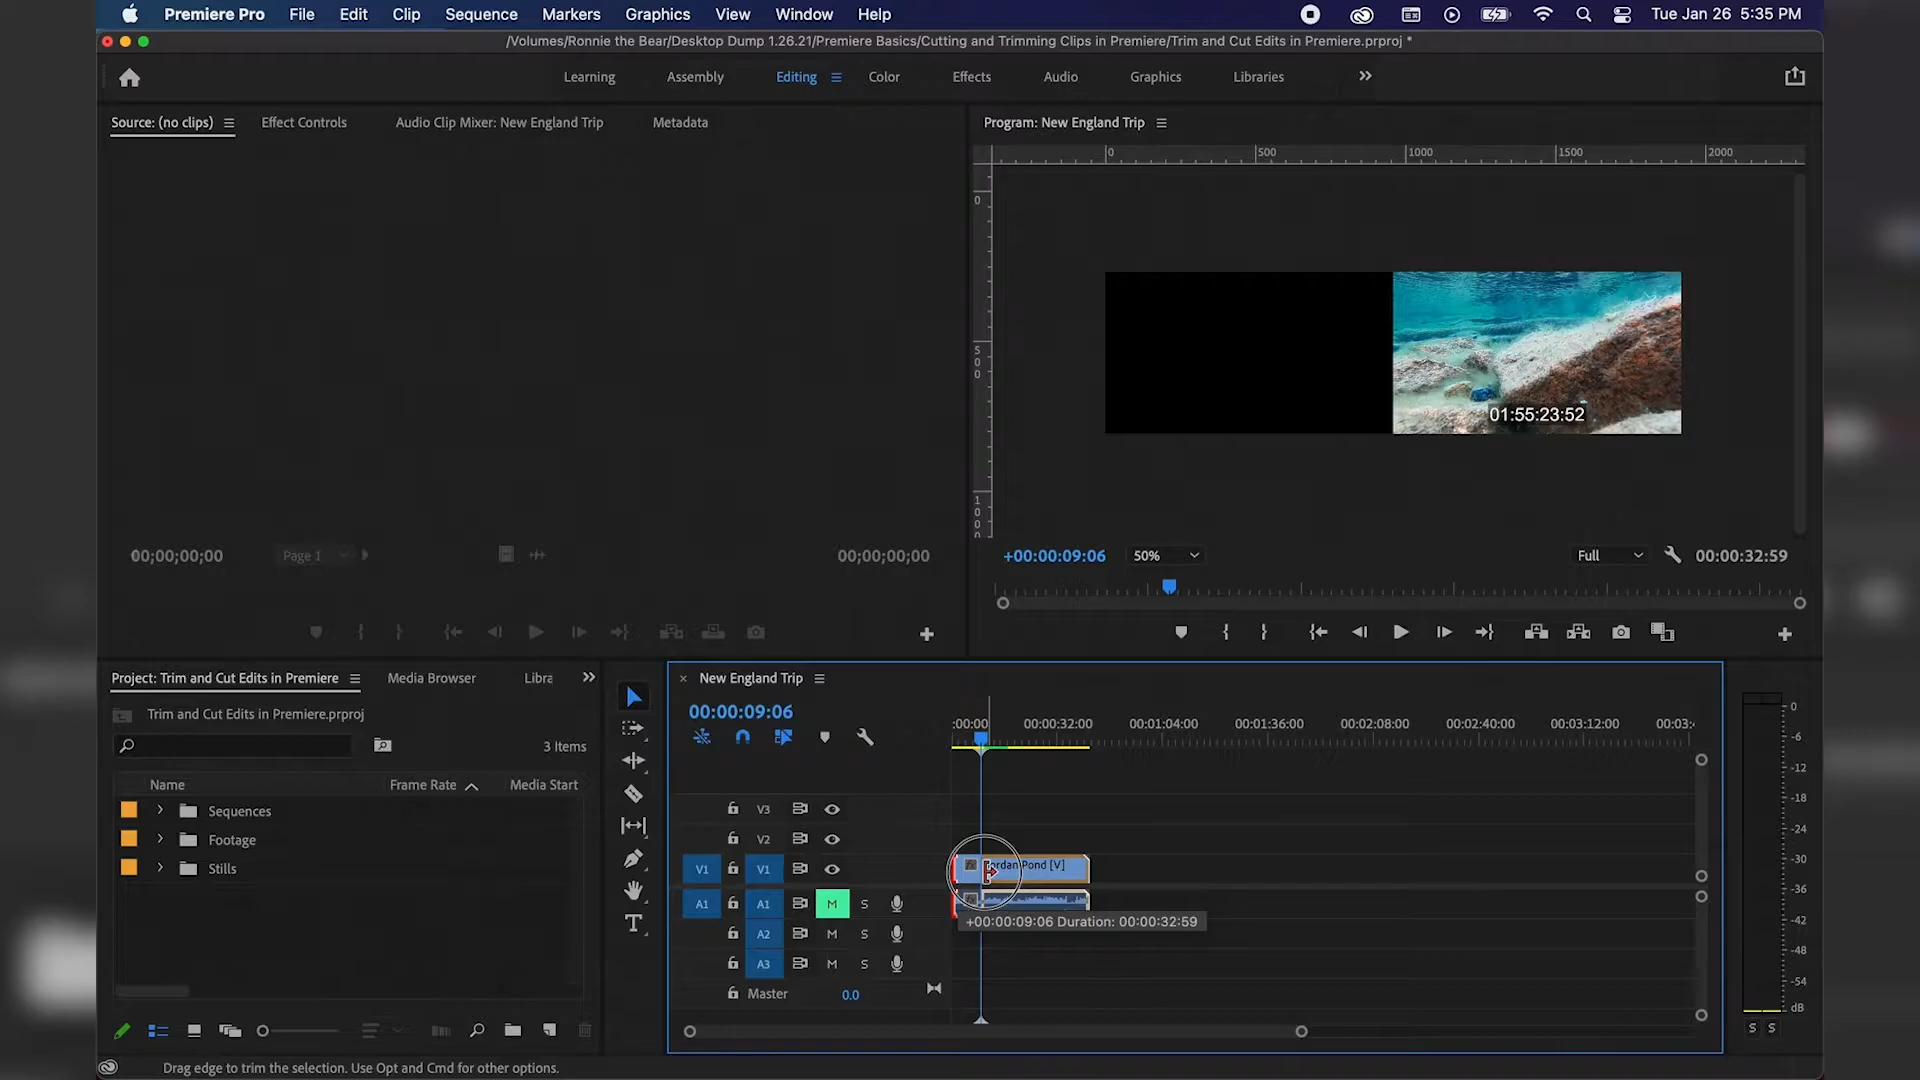 Premiere Pro File Edit Clip Sequence Markers Graphics View Window Help Tue Jan 26 5:35 PM
/Volumes/Ronnie the Bear/Desktop Dump 1.26.21/Premiere Basics/Cutting and Trimming Clips in Premiere/Trim and Cut Edits in Premiere.prproj *
Learning Assembly Editing Color Effects Audio Graphics Libraries
Source: (no clips) Effect Controls Audio Clip Mixer: New England Trip Metadata
Program: New England Trip
0 500 1000 1500 2000
0
500
1000
01:55:23:52
00;00;00;00 Page 1 00;00;00;00
+00:00:09:06 50% Full 00:00:32:59
Project: Trim and Cut Edits in Premiere Media Browser Libra
Trim and Cut Edits in Premiere.prproj
3 Items
Name Frame Rate Media Start
Sequences
Footage
Stills
New England Trip
00:00:09:06
:00:00 00:00:32:00 00:01:04:00 00:01:36:00 00:02:08:00 00:02:40:00 00:03:12:00 00:03:
V3
V2
V1 V1 ordan Pond [V]
A1 A1 M S
+00:00:09:06 Duration: 00:00:32:59
A2 M S
A3 M S
Master 0.0
0
-6
-12
-18
-24
-30
-36
-42
-48
-54
dB
S S
Drag edge to trim the selection. Use Opt and Cmd for other options.